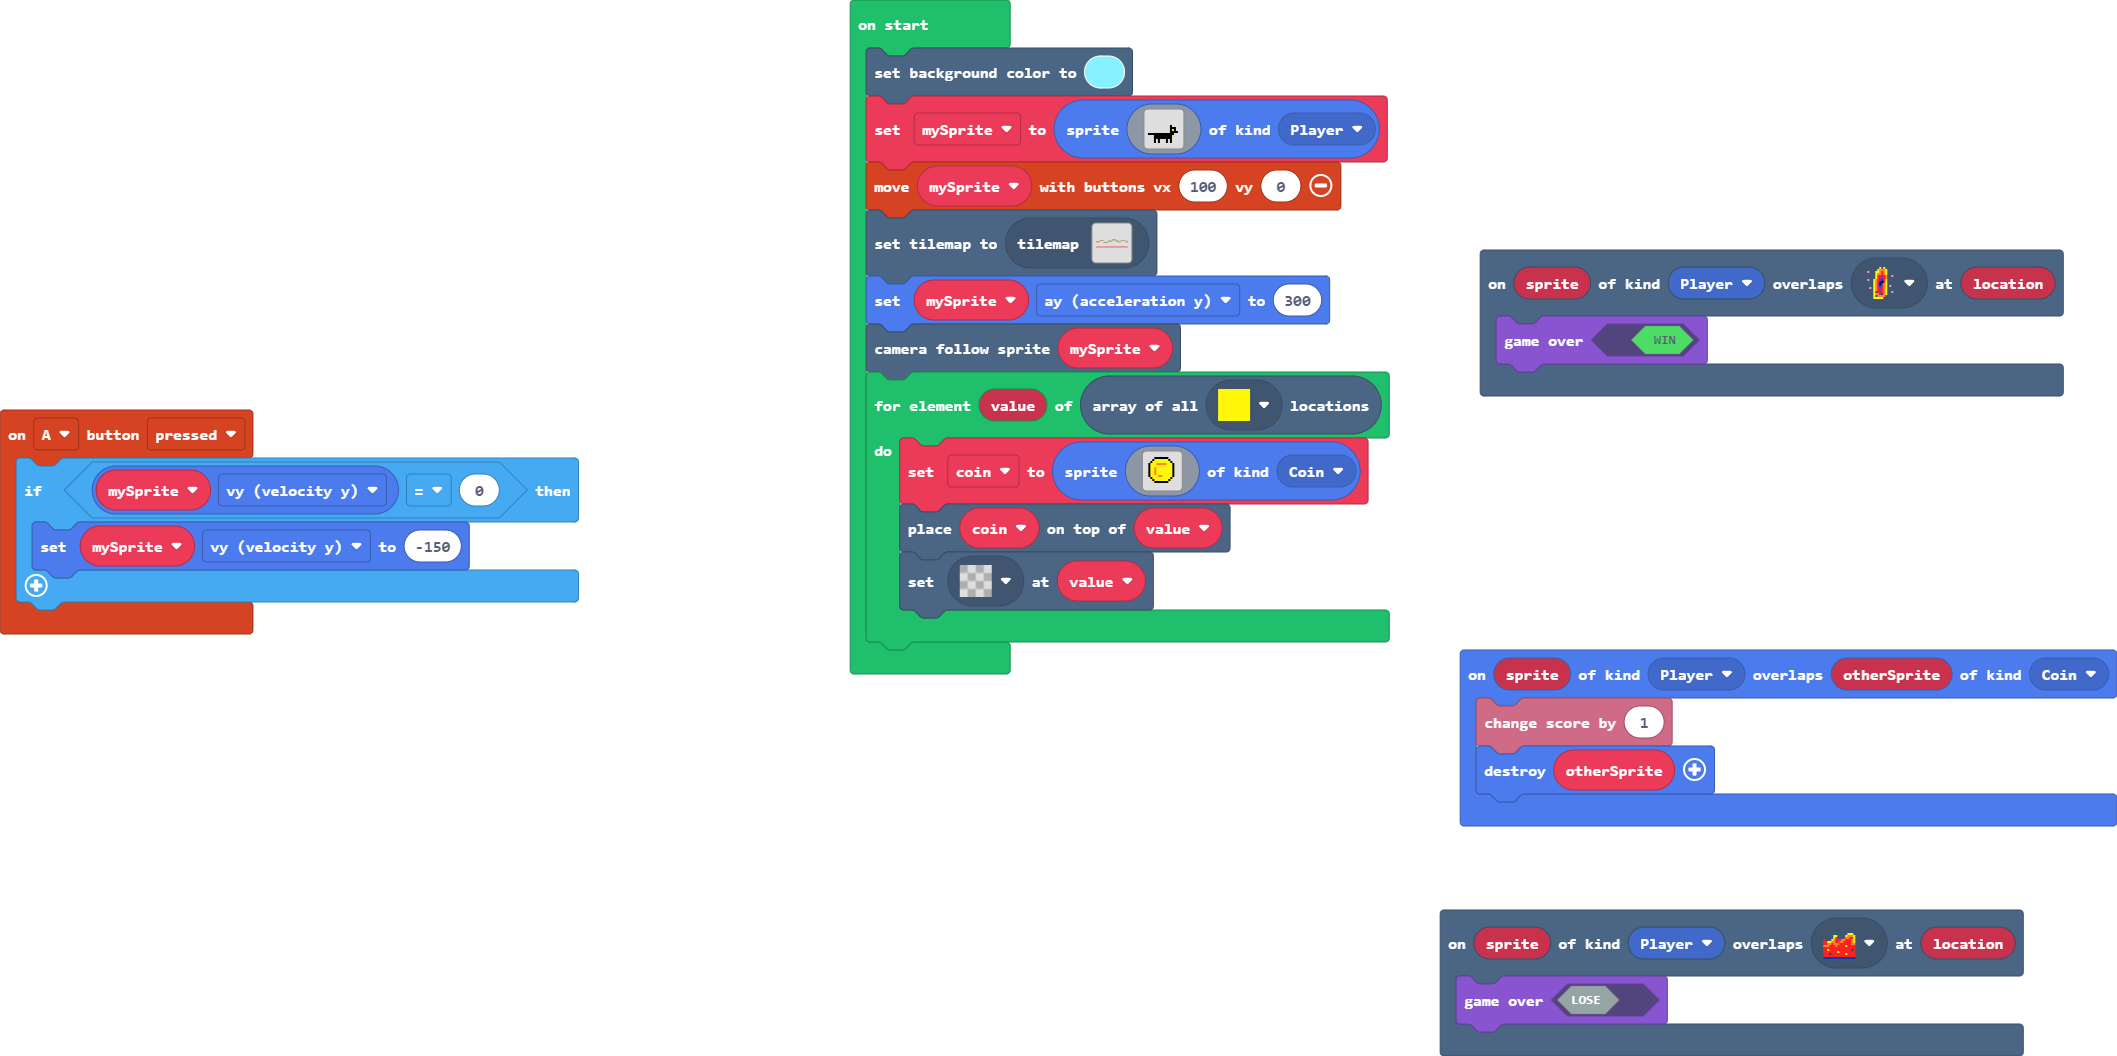 on start
set background color to
set mySprite to sprite of kind Player
move mySprite with buttons vx 100 vy 0
set tilemap to tilemap
set mySprite ay (acceleration y) to 300
camera follow sprite mySprite
for element value of array of all locations
do
set coin to sprite of kind Coin
place coin on top of value
set at value
on A button pressed
if mySprite vy (velocity y) = 0 then
set mySprite vy (velocity y) to -150
on sprite of kind Player overlaps at location
game over WIN
on sprite of kind Player overlaps otherSprite of kind Coin
change score by 1
destroy otherSprite
on sprite of kind Player overlaps at location
game over LOSE